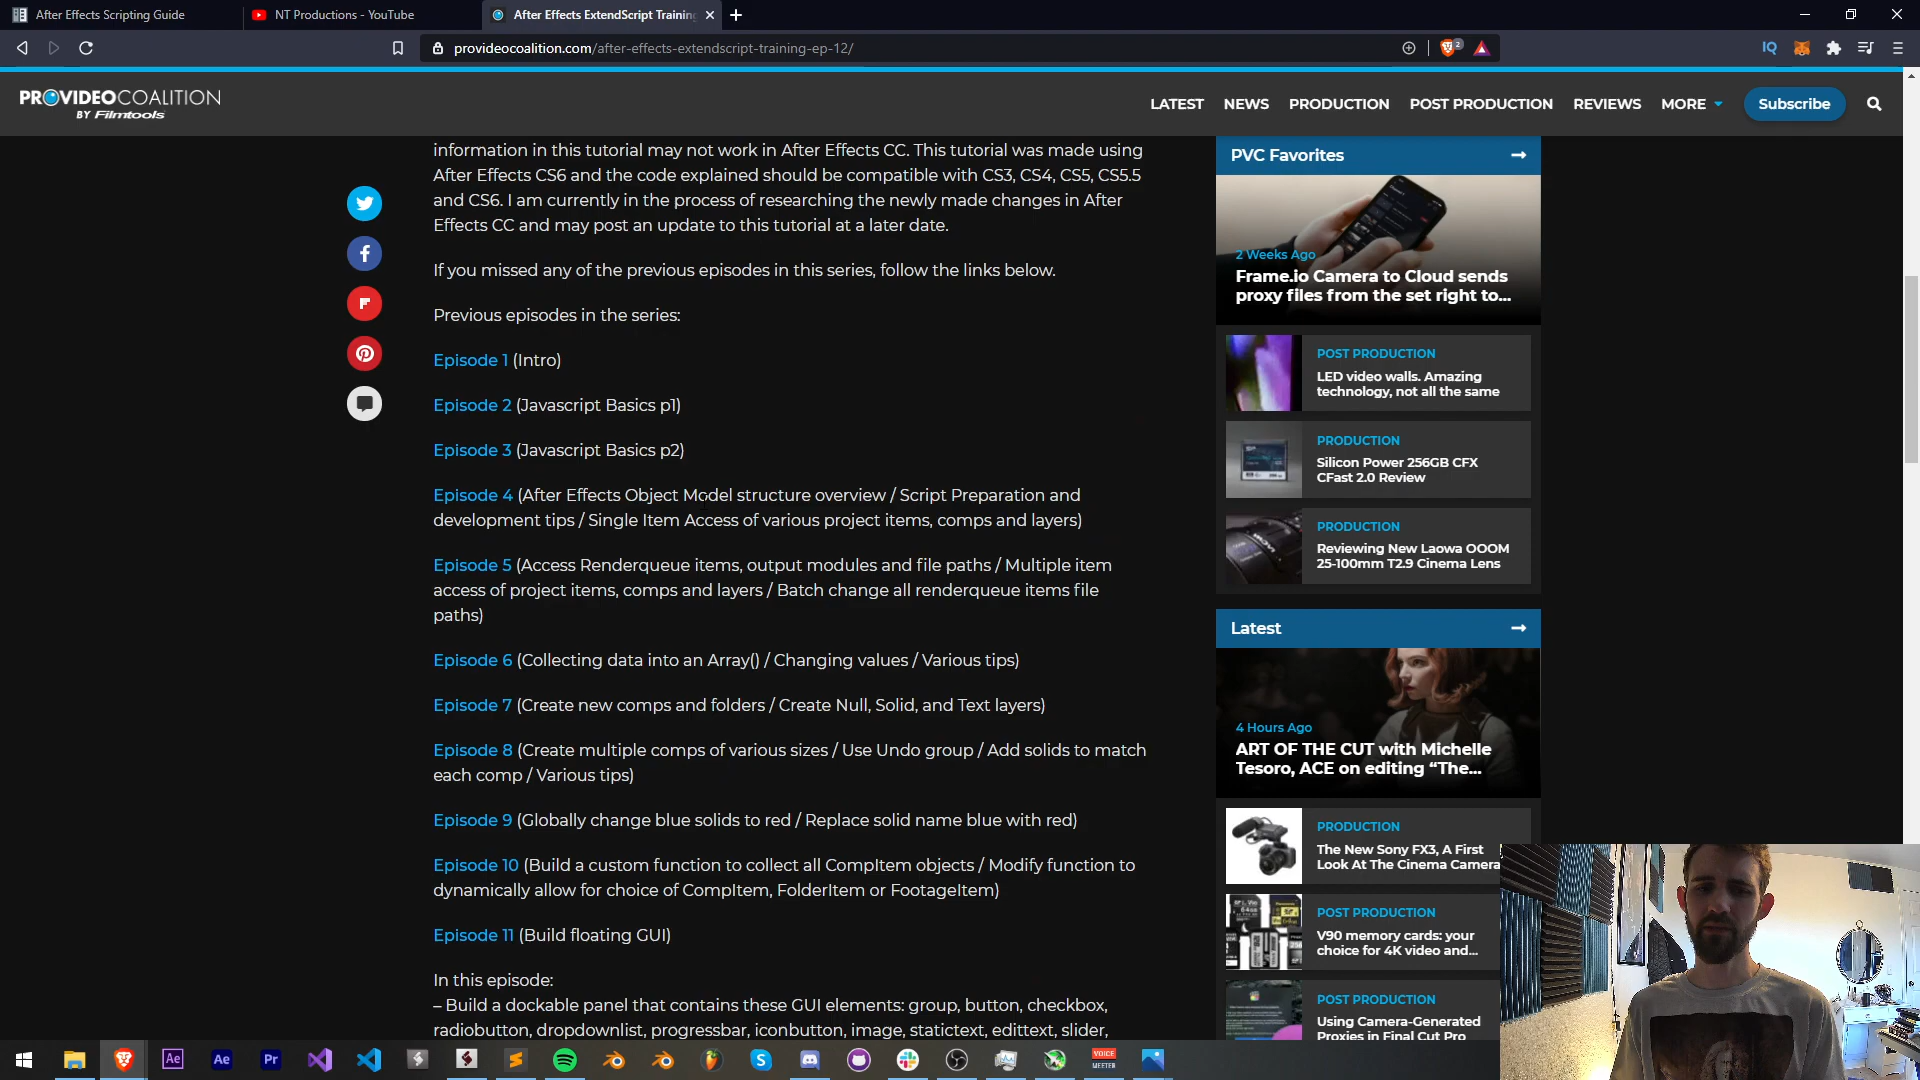 After Effects Scripting Guide
NT Productions - YouTube
After Effects ExtendScript Training
providecoalition.com/after-effects-extendscript-training-ep-12/
2
IQ
PROVIDEO COALITION
BY Filmtools
LATEST
NEWS
PRODUCTION
POST PRODUCTION
REVIEWS
MORE
Subscribe
information in this tutorial may not work in After Effects CC. This tutorial was made using
After Effects CS6 and the code explained should be compatible with CS3, CS4, CS5, CS5.5
and CS6. I am currently in the process of researching the newly made changes in After
Effects CC and may post an update to this tutorial at a later date.
If you missed any of the previous episodes in this series, follow the links below.
Previous episodes in the series:
Episode 1 (Intro)
Episode 2 (Javascript Basics p1)
Episode 3 (Javascript Basics p2)
Episode 4 (After Effects Object Model structure overview / Script Preparation and
development tips / Single Item Access of various project items, comps and layers)
Episode 5 (Access Renderqueue items, output modules and file paths / Multiple item
access of project items, comps and layers / Batch change all renderqueue items file
paths)
Episode 6 (Collecting data into an Array() / Changing values / Various tips)
Episode 7 (Create new comps and folders / Create Null, Solid, and Text layers)
Episode 8 (Create multiple comps of various sizes / Use Undo group / Add solids to match
each comp / Various tips)
Episode 9 (Globally change blue solids to red / Replace solid name blue with red)
Episode 10 (Build a custom function to collect all CompItem objects / Modify function to
dynamically allow for choice of CompItem, FolderItem or FootageItem)
Episode 11 (Build floating GUI)
In this episode:
– Build a dockable panel that contains these GUI elements: group, button, checkbox,
radiobutton, dropdownlist, progressbar, iconbutton, image, statictext, edittext, slider,
PVC Favorites
2 Weeks Ago
Frame.io Camera to Cloud sends
proxy files from the set right to...
POST PRODUCTION
LED video walls. Amazing
technology, not all the same
PRODUCTION
Silicon Power 256GB CFX
CFast 2.0 Review
PRODUCTION
Reviewing New Laowa OOOM
25-100mm T2.9 Cinema Lens
Latest
4 Hours Ago
ART OF THE CUT with Michelle
Tesoro, ACE on editing “The...
PRODUCTION
The New Sony FX3, A First
Look At The Cinema Camera
POST PRODUCTION
V90 memory cards: your
choice for 4K video and...
POST PRODUCTION
Using Camera-Generated
Proxies in Final Cut Pro
Ae
Ae
Pr
VOICE
MEETER